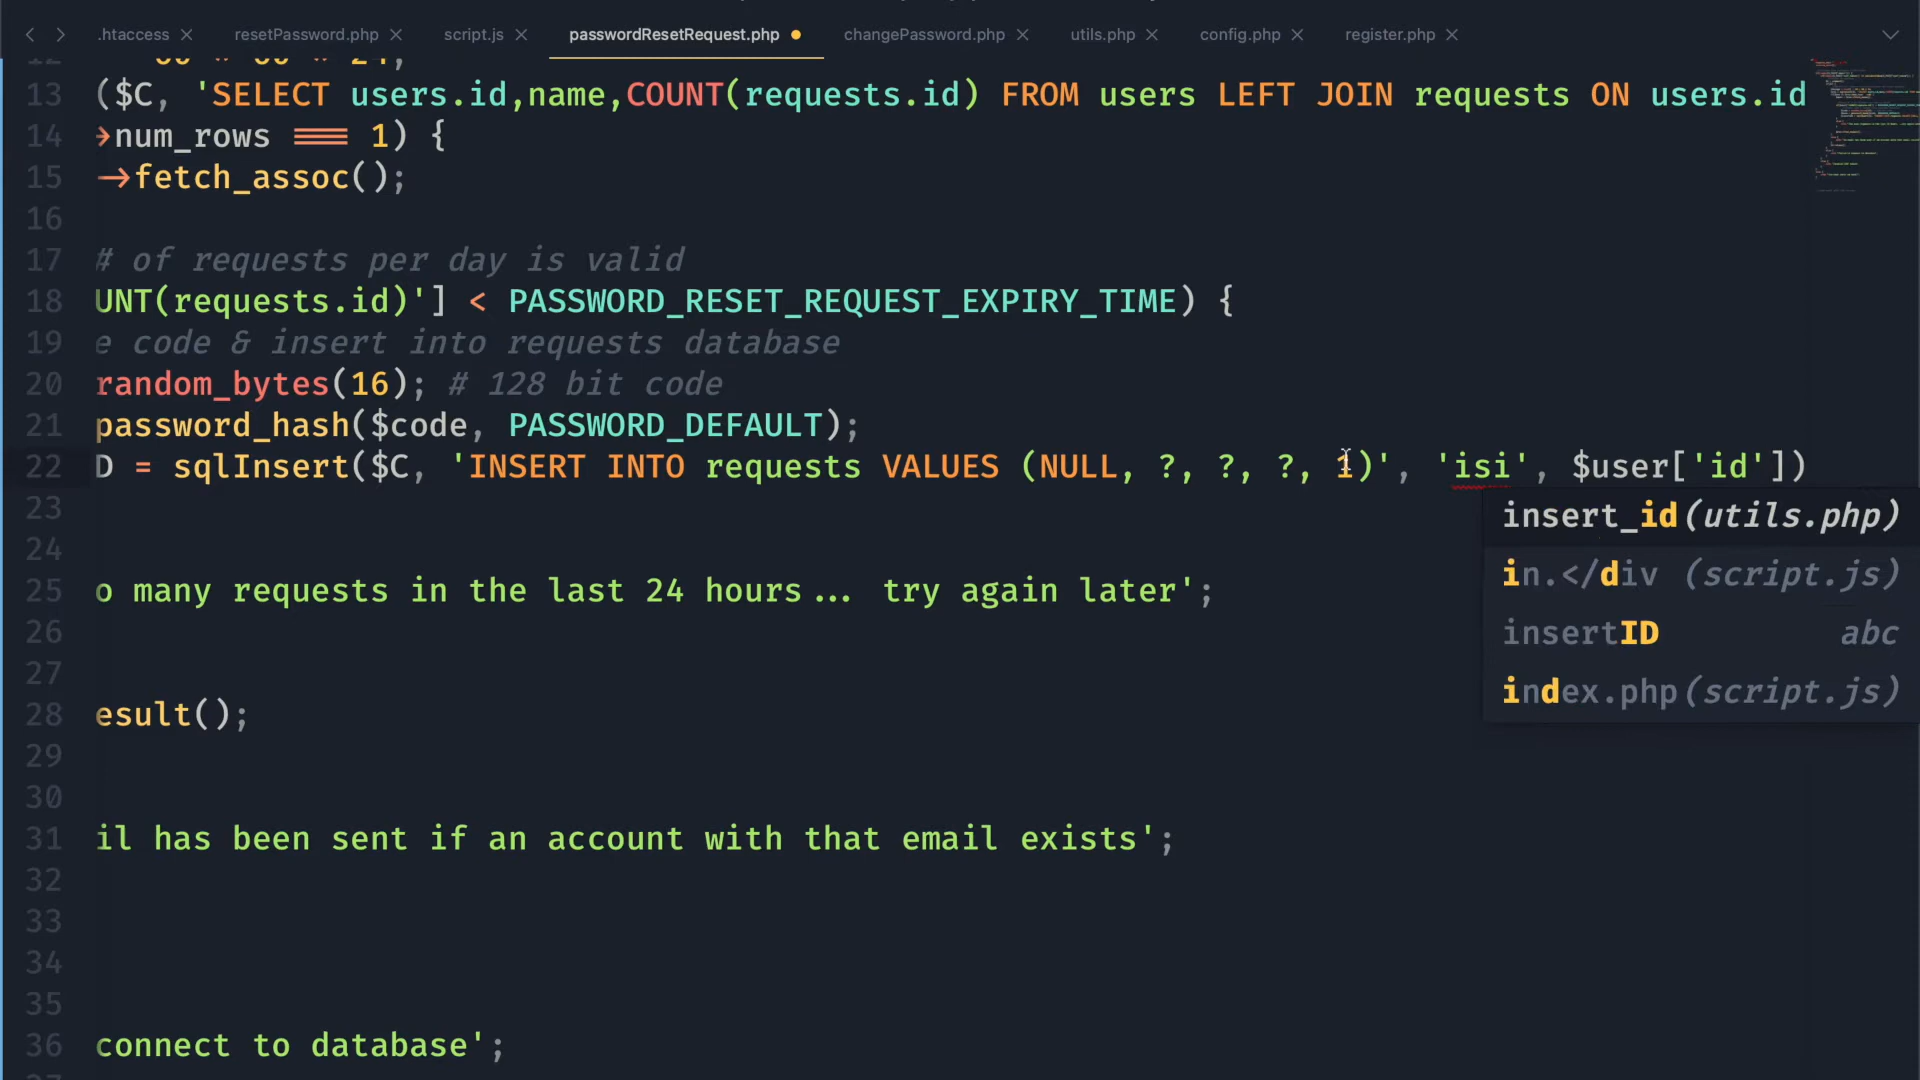 .htaccess
resetPassword.php
script.js
passwordResetRequest.php
changePassword.php
utils.php
config.php
register.php
13 ($C, 'SELECT users.id,name,COUNT(requests.id) FROM users LEFT JOIN requests ON users.id
14 →num_rows === 1) {
15 →fetch_assoc();
16
17 # of requests per day is valid
18 UNT(requests.id)'] < PASSWORD_RESET_REQUEST_EXPIRY_TIME) {
19 e code & insert into requests database
20 random_bytes(16); # 128 bit code
21 password_hash($code, PASSWORD_DEFAULT);
22 D = sqlInsert($C, 'INSERT INTO requests VALUES (NULL, ?, ?, ?, 1)', 'isi', $user['id'])
23
insert_id(utils.php)
24
in.</div (script.js)
25 o many requests in the last 24 hours... try again later';
26
insertID abc
27
index.php(script.js)
28 esult();
29
30
31 il has been sent if an account with that email exists';
32
33
34
35
36 connect to database';